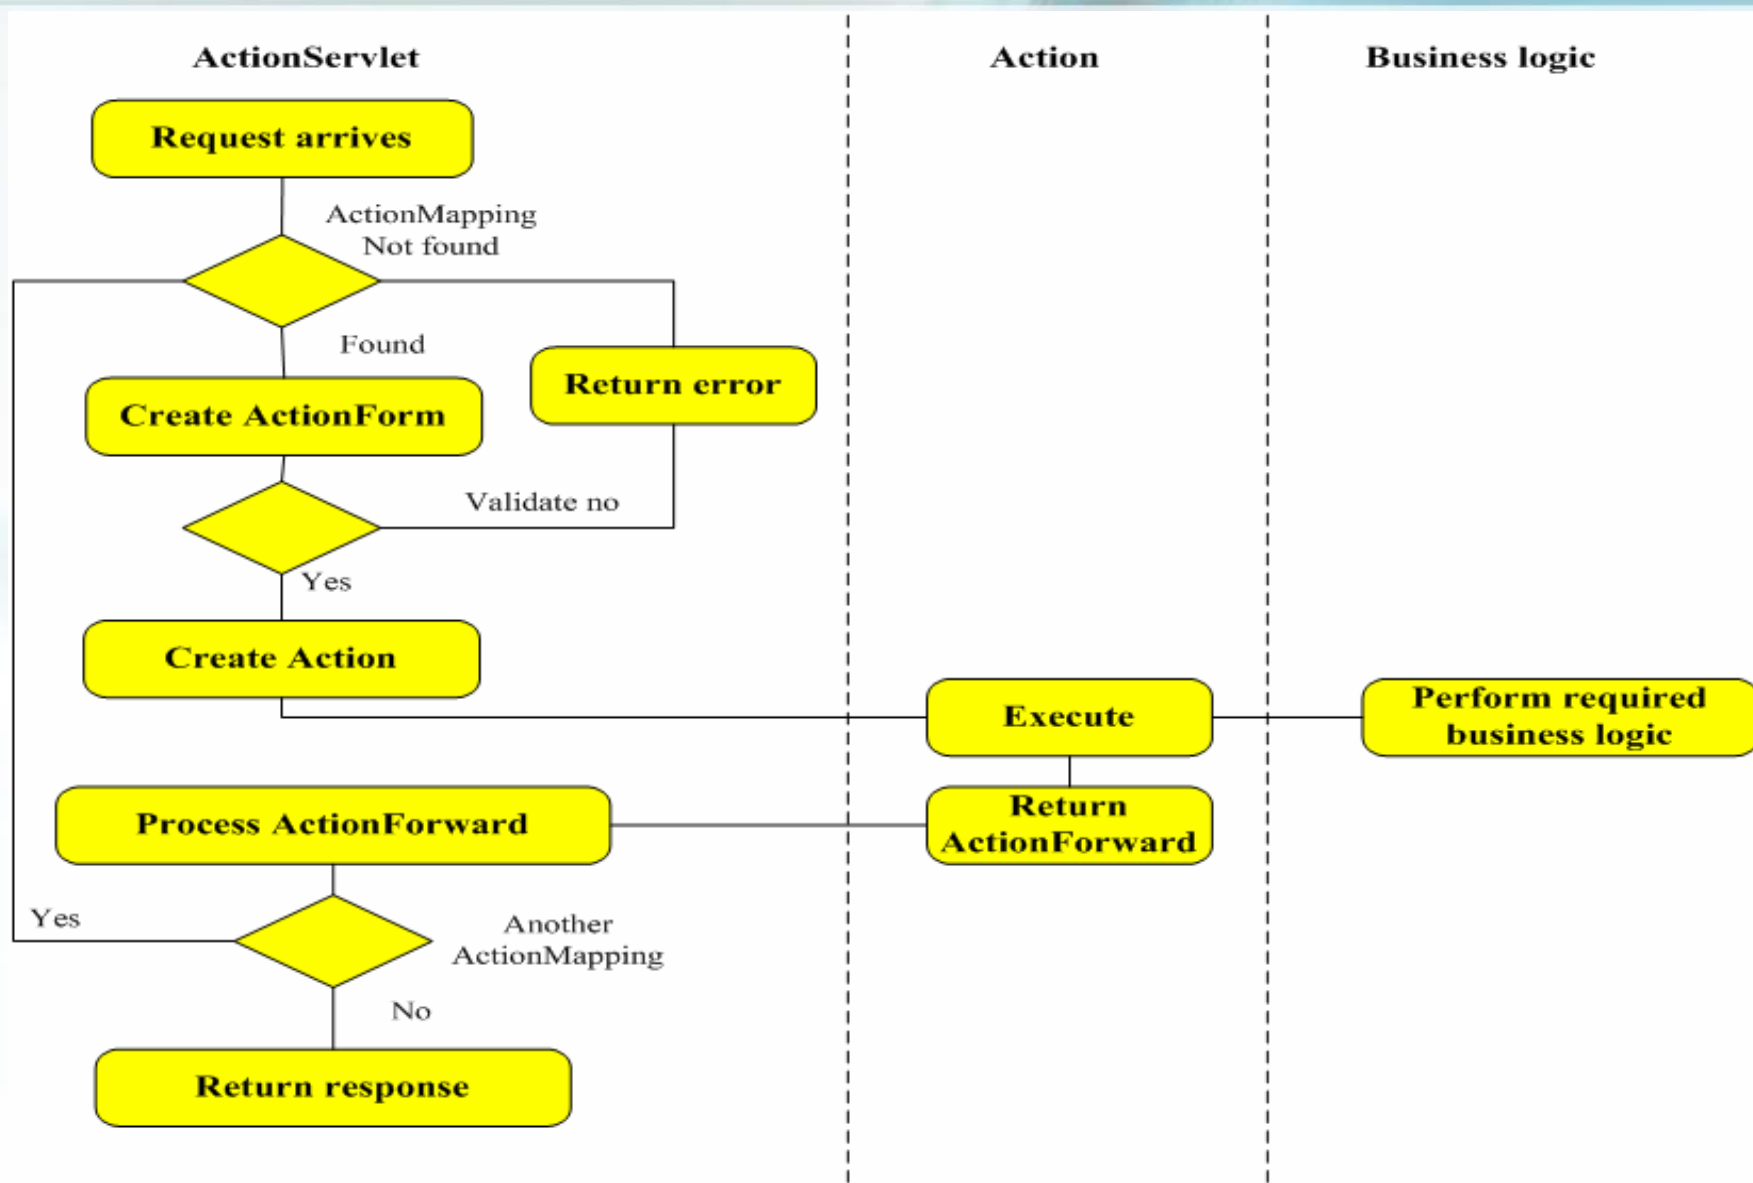 ActionServlet
Action
Business logic
Request arrives
ActionMapping
Not found
Found
Return error
Create ActionForm
Validate no
Yes
Create Action
Execute
Perform required
business logic
Process ActionForward
Return
ActionForward
Yes
Another
ActionMapping
No
Return response